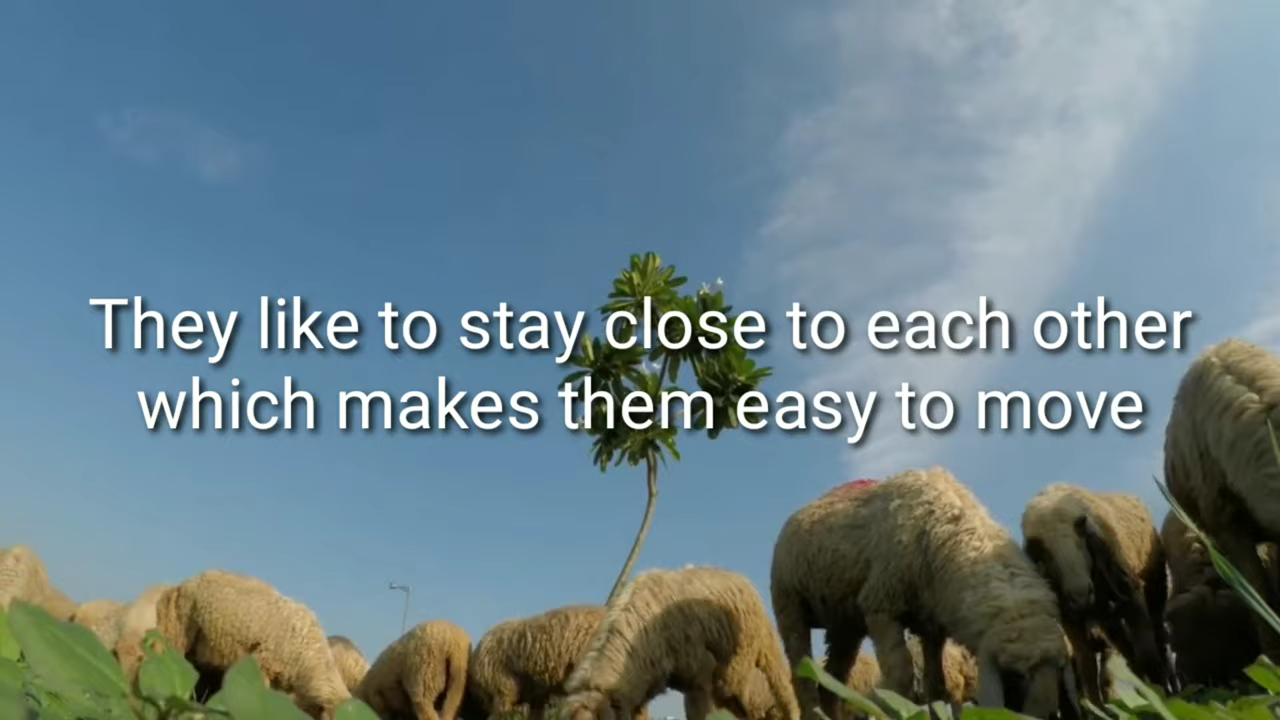 They like to stay close to each other
which makes them easy to move